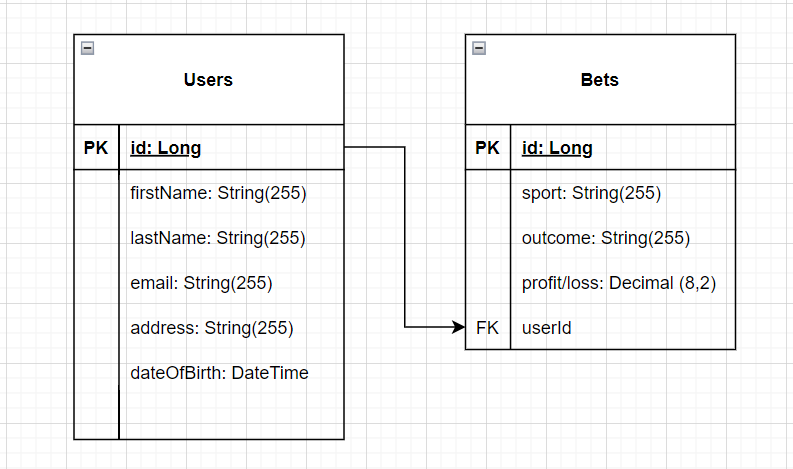 Users
PK id: Long
firstName: String(255)
lastName: String(255)
email: String(255)
address: String(255)
dateOfBirth: DateTime
Bets
PK id: Long
sport: String(255)
outcome: String(255)
profit/loss: Decimal (8,2)
FK userId